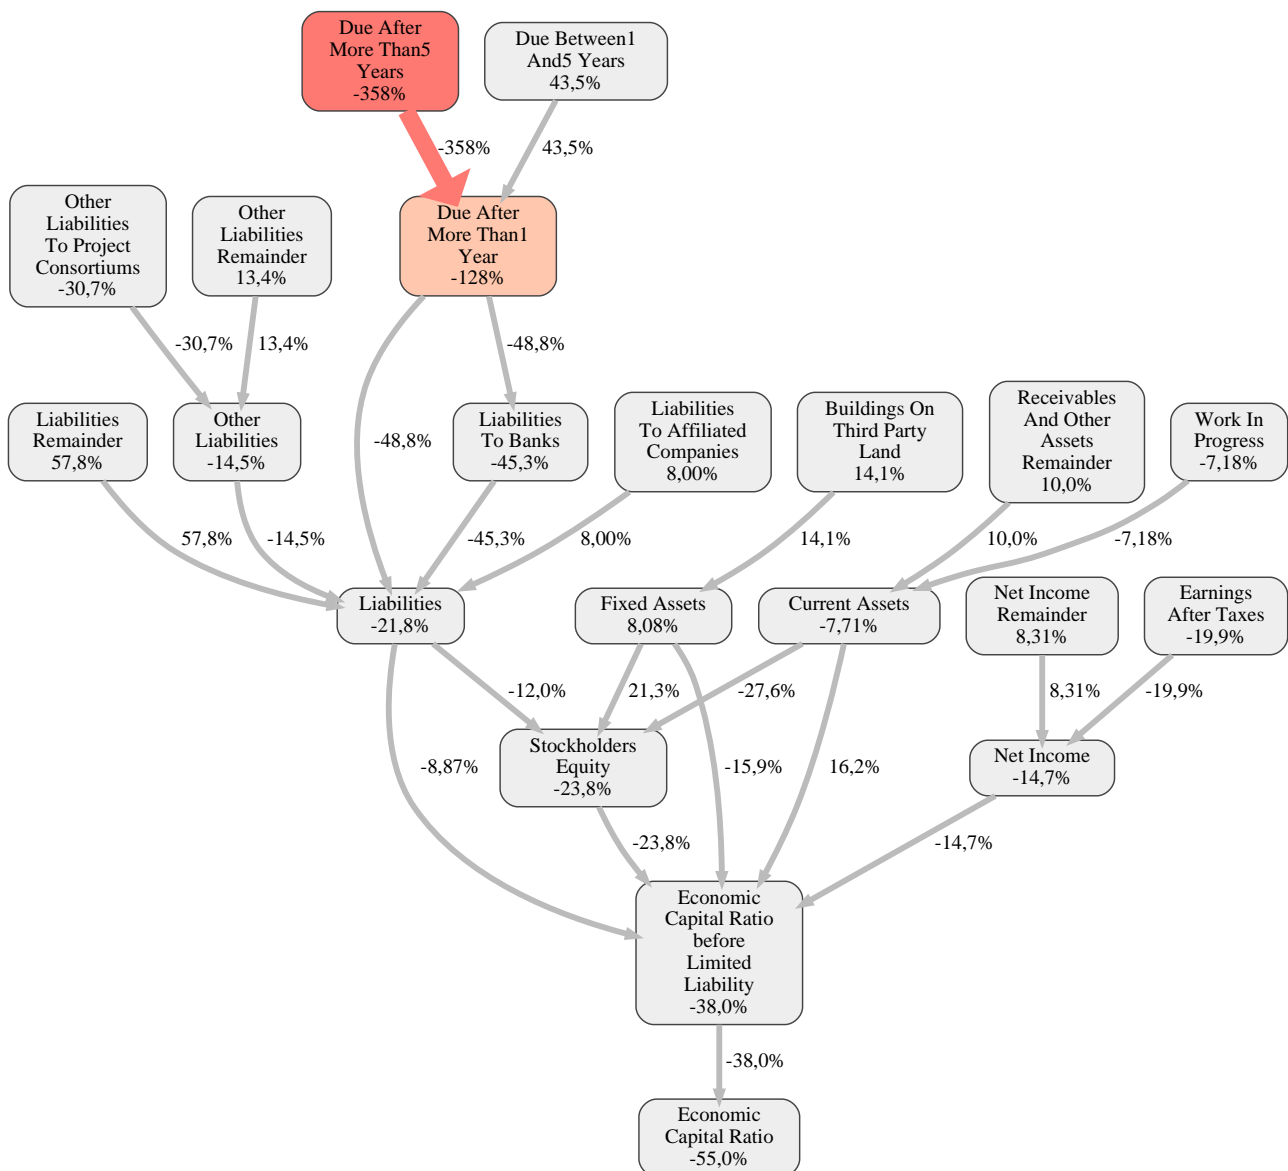 Due After
More Than5
Years
-358%
Due Between1
And5 Years
43,5%
-358%
43,5%
Other
Liabilities
To Project
Consortiums
-30,7%
Other
Liabilities
Remainder
13,4%
Due After
More Than1
Year
-128%
-30,7%
13,4%
-48,8%
Liabilities
Remainder
57,8%
Other
Liabilities
-14,5%
-48,8%
Liabilities
To Banks
-45,3%
Liabilities
To Affiliated
Companies
8,00%
Buildings On
Third Party
Land
14,1%
Receivables
And Other
Assets
Remainder
10,0%
Work In
Progress
-7,18%
57,8%
-14,5%
-45,3%
8,00%
14,1%
10,0%
-7,18%
Liabilities
-21,8%
Fixed Assets
8,08%
Current Assets
-7,71%
Net Income
Remainder
8,31%
Earnings
After Taxes
-19,9%
-12,0%
21,3%
-27,6%
8,31%
-19,9%
-8,87%
Stockholders
Equity
-23,8%
-15,9%
16,2%
Net Income
-14,7%
-23,8%
-14,7%
Economic
Capital Ratio
before
Limited
Liability
-38,0%
-38,0%
Economic
Capital Ratio
-55,0%